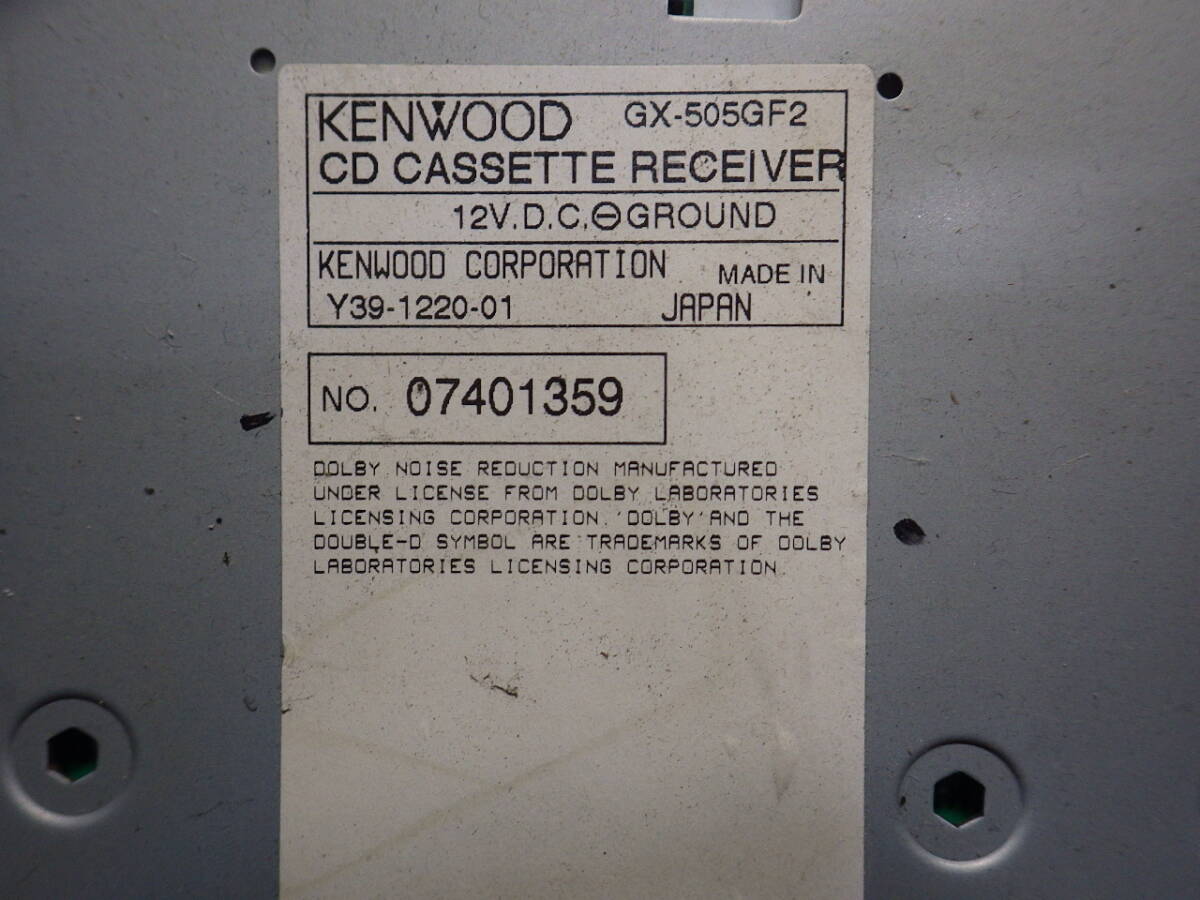 KENWOOD GX-505GF2
CD CASSETTE RECEIVER
12V.D.C.⊖GROUND
KENWOOD CORPORATION MADE IN
Y39-1220-01 JAPAN
NO. 07401359
DOLBY NOISE REDUCTION MANUFACTURED
UNDER LICENSE FROM DOLBY LABORATORIES
LICENSING CORPORATION. 'DOLBY' AND THE
DOUBLE-D SYMBOL ARE TRADEMARKS OF DOLBY
LABORATORIES LICENSING CORPORATION.